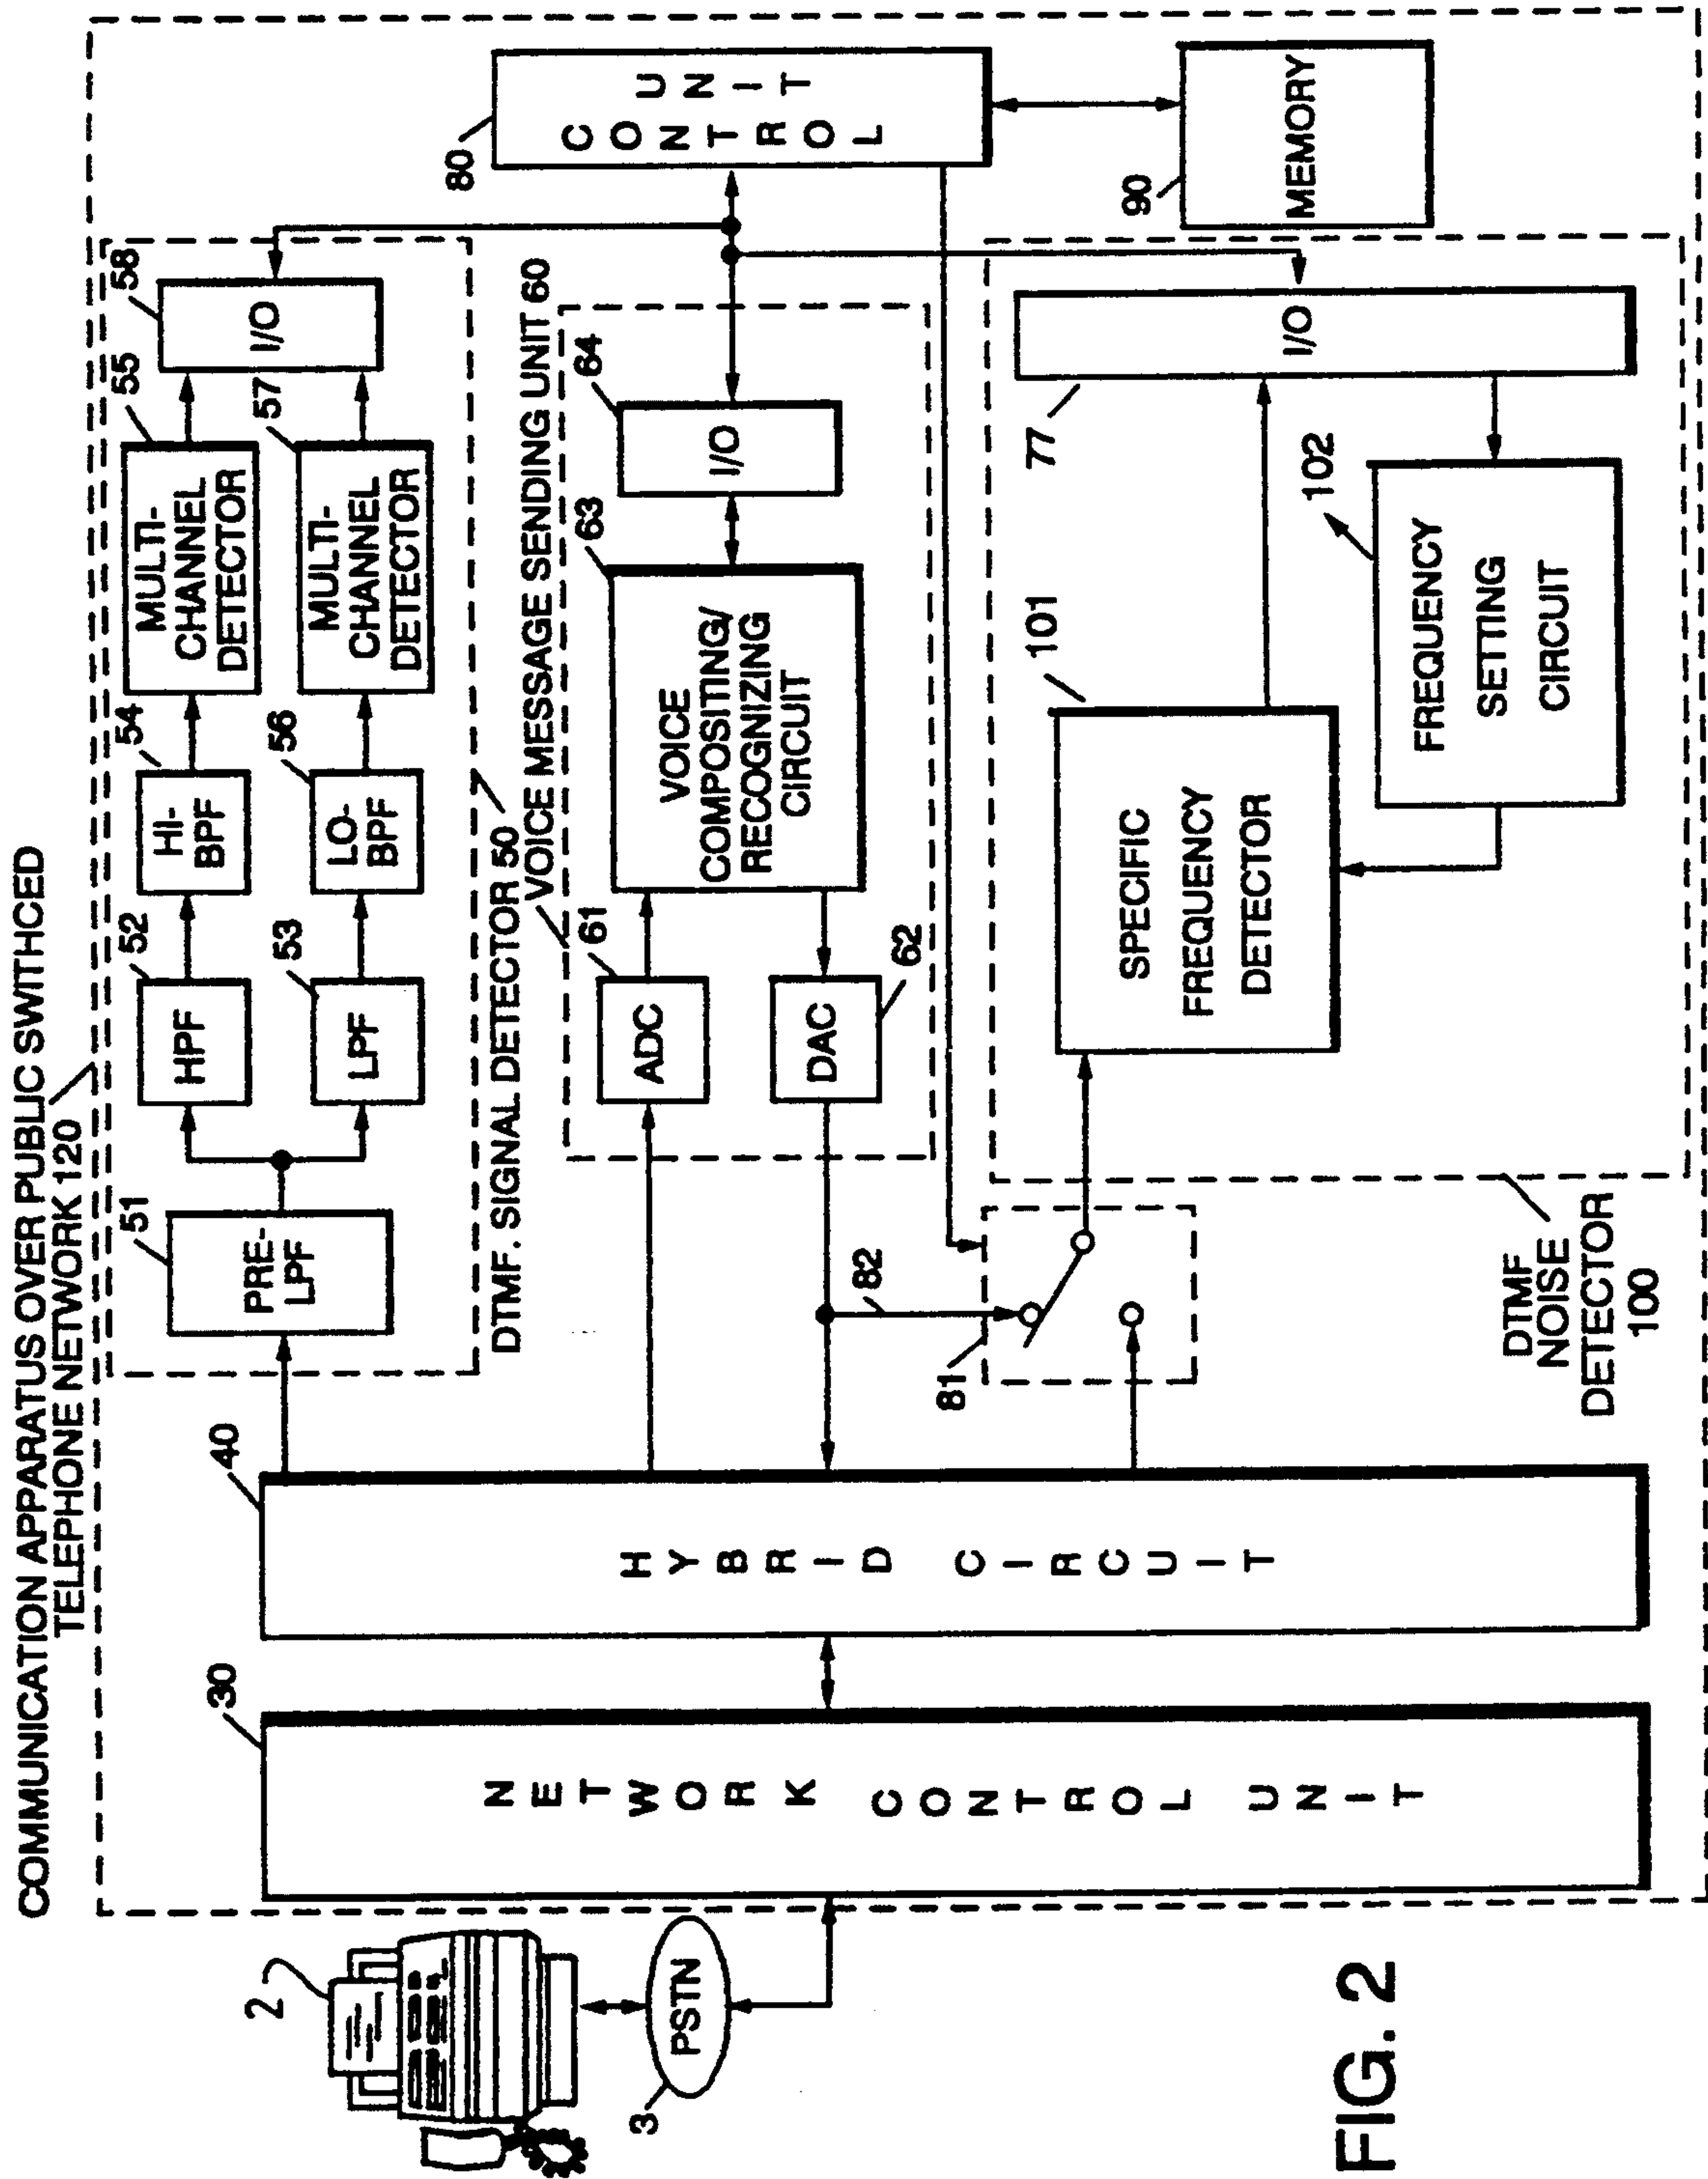 COMMUNICATION APPARATUS OVER PUBLIC SWITHCED
TELEPHONE NETWORK 120
2
3
PSTN
30
NETWORK CONTROL UNIT
40
HYBRID CIRCUIT
51
PRE-
LPF
52
HPF
53
LPF
54
HI-
BPF
56
LO-
BPF
55
MULTI-
CHANNEL
DETECTOR
57
MULTI-
CHANNEL
DETECTOR
58
I/O
DTMF. SIGNAL DETECTOR 50
VOICE MESSAGE SENDING UNIT 60
61
ADC
62
DAC
63
VOICE
COMPOSITING/
RECOGNIZING
CIRCUIT
64
I/O
80
UNIT
CONTROL
90
MEMORY
81
82
101
SPECIFIC
FREQUENCY
DETECTOR
102
FREQUENCY
SETTING
CIRCUIT
77
I/O
DTMF
NOISE
DETECTOR
100
FIG. 2